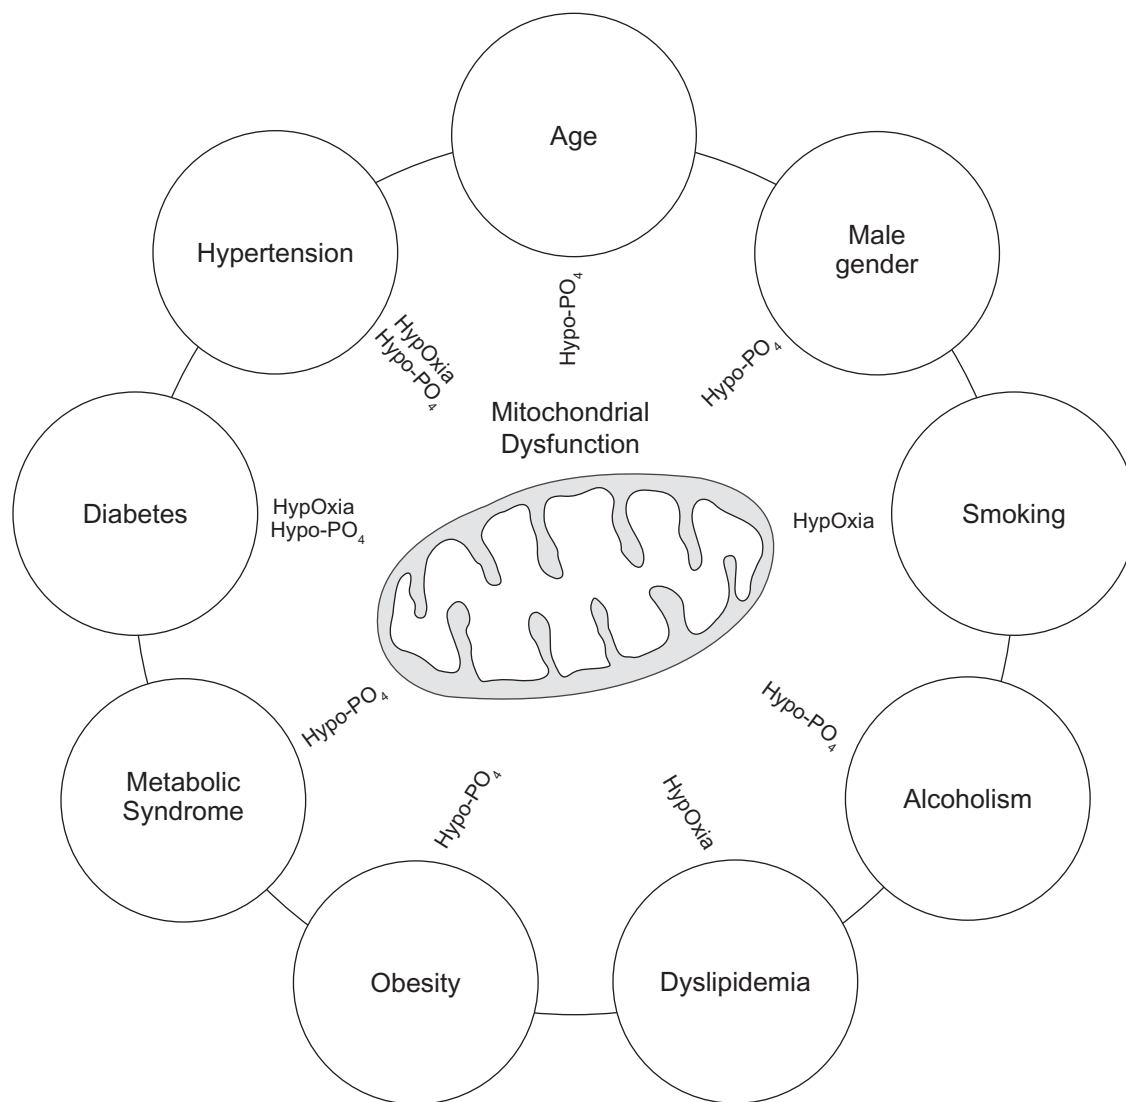 Age
Male
gender
Hypertension
Hypo-PO₄
HypOxia
Hypo-PO₄
Hypo-PO₄
Mitochondrial
Dysfunction
Diabetes
HypOxia
Hypo-PO₄
HypOxia
Smoking
Hypo-PO₄
Hypo-PO₄
Metabolic
Syndrome
Hypo-PO₄
HypOxia
Alcoholism
Obesity
Dyslipidemia